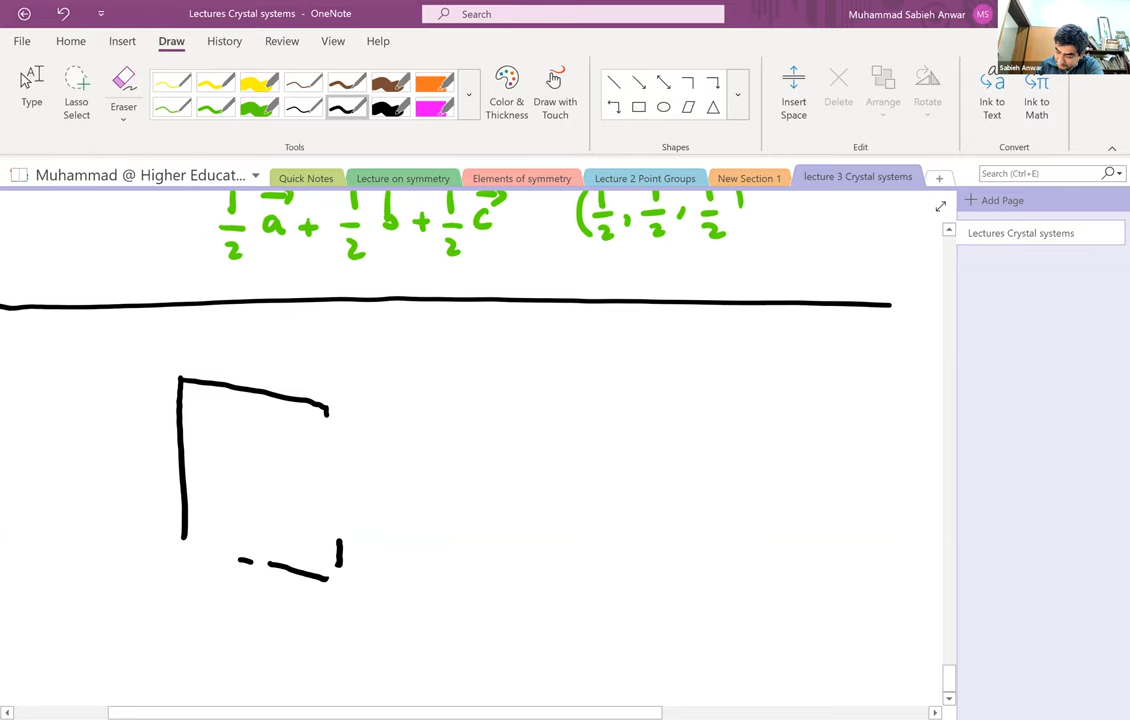 Lectures Crystal systems - OneNote
Search
Muhammad Sabieh Anwar
MS
File Home Insert Draw History Review View Help
Sabieh Anwar
Type
Lasso Select
Eraser
Color & Thickness
Draw with Touch
Insert Space
Delete
Arrange
Rotate
Ink to Text
Ink to Math
Tools
Shapes
Edit
Convert
Muhammad @ Higher Educat...
Quick Notes
Lecture on symmetry
Elements of symmetry
Lecture 2 Point Groups
New Section 1
lecture 3 Crystal systems
Search (Ctrl+E)
Add Page
Lectures Crystal systems
1/2 a + 1/2 b + 1/2 c (1/2, 1/2, 1/2)